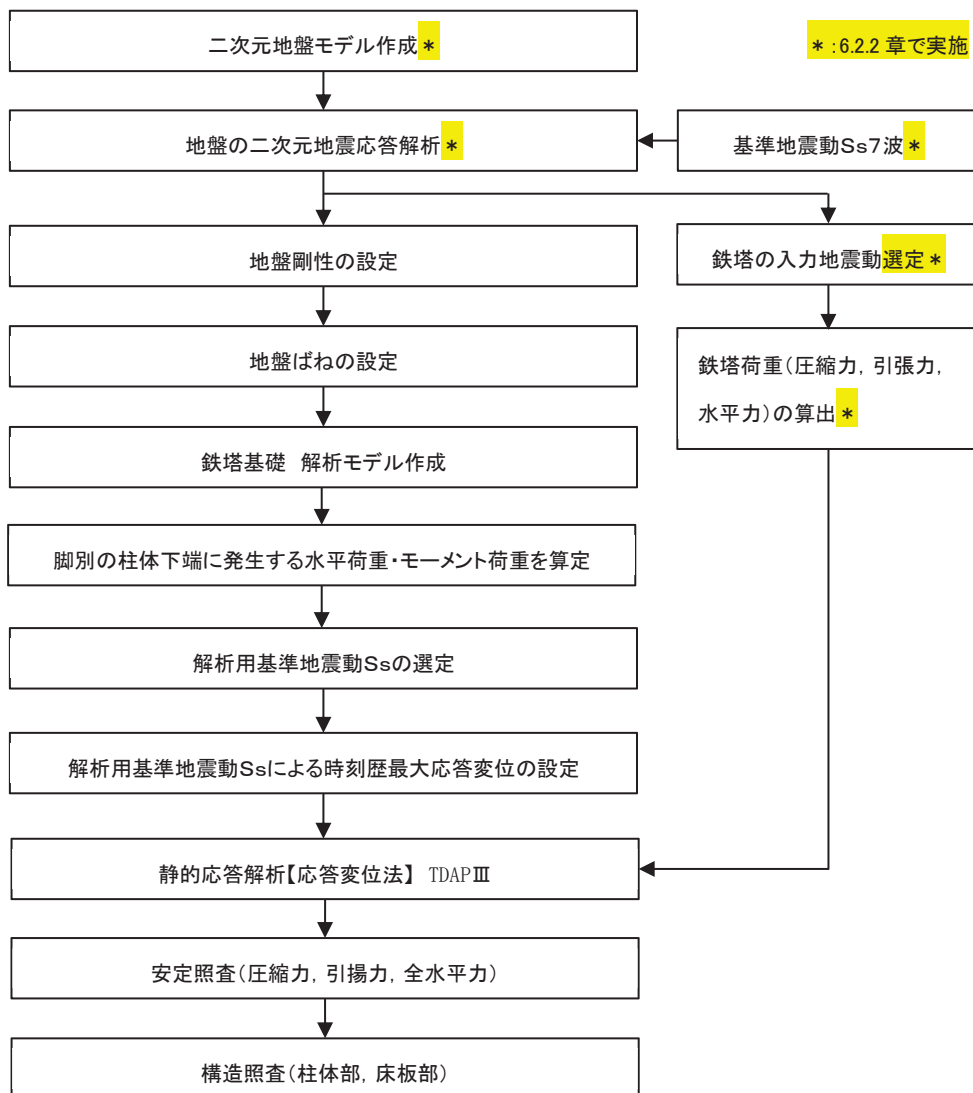 二次元地盤モデル作成*
*:6.2.2 章で実施
地盤の二次元地震応答解析*
基準地震動Ss7波*
地盤剛性の設定
鉄塔の入力地震動選定*
地盤ばねの設定
鉄塔荷重(圧縮力, 引張力,
水平力)の算出*
鉄塔基礎 解析モデル作成
脚別の柱体下端に発生する水平荷重・モーメント荷重を算定
解析用基準地震動Ssの選定
解析用基準地震動Ssによる時刻歴最大応答変位の設定
静的応答解析【応答変位法】 TDAPⅢ
安定照査(圧縮力, 引揚力, 全水平力)
構造照査(柱体部, 床板部)